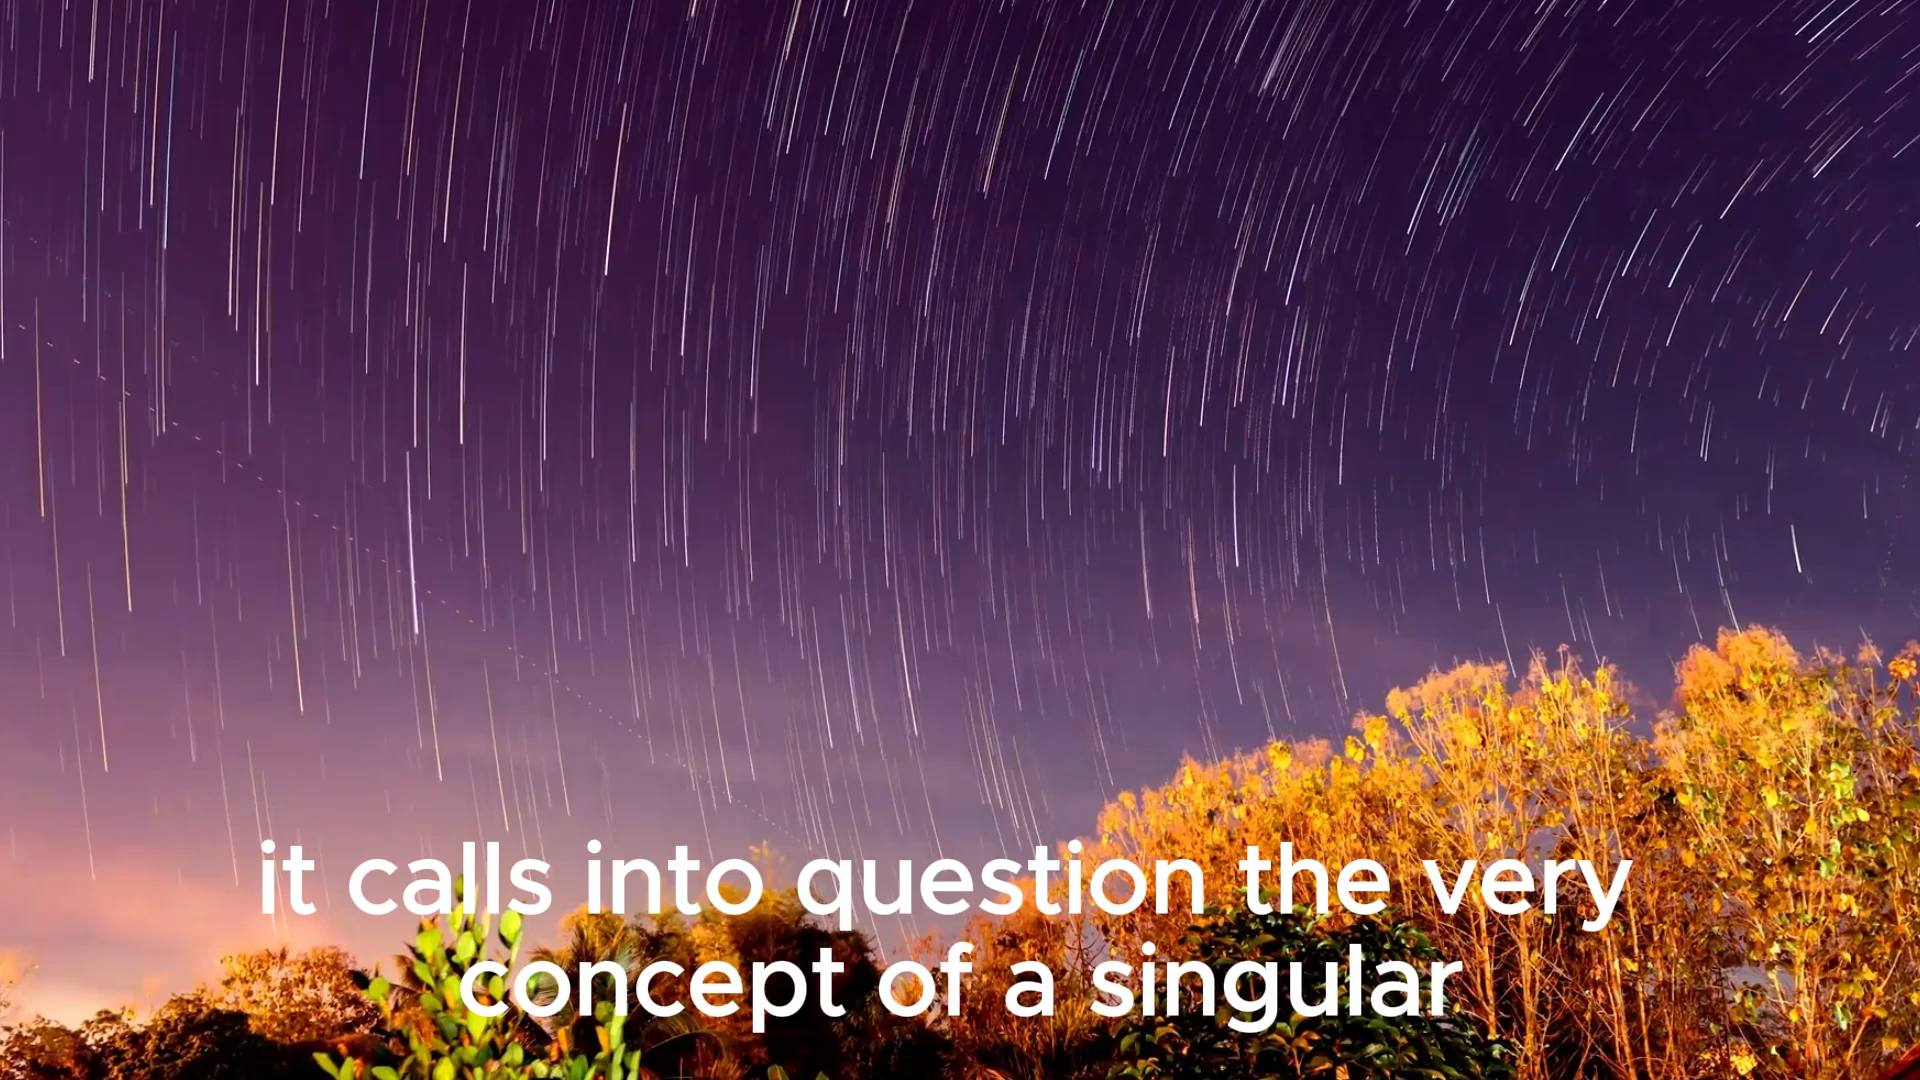 it calls into question the very
concept of a singular